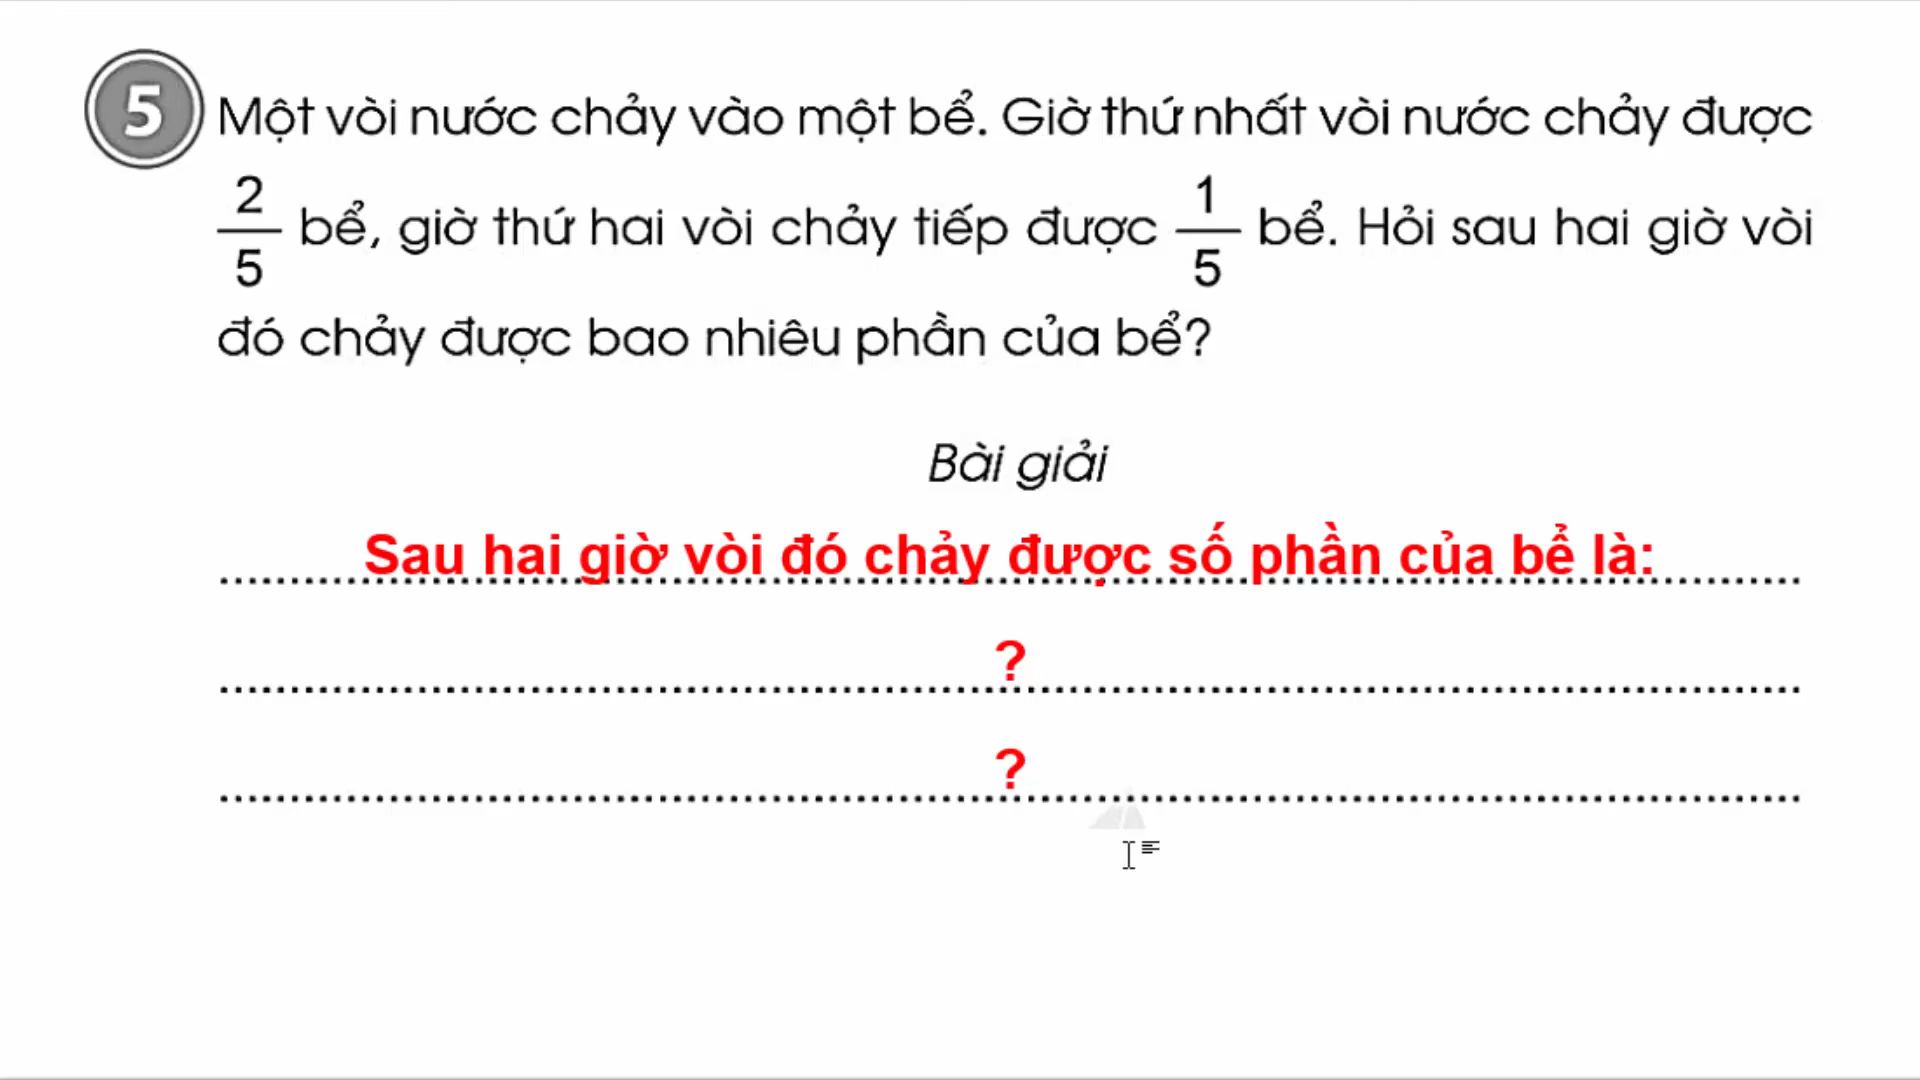 5 Một vòi nước chảy vào một bể. Giờ thứ nhất vòi nước chảy được
2/5 bể, giờ thứ hai vòi chảy tiếp được 1/5 bể. Hỏi sau hai giờ vòi
đó chảy được bao nhiêu phần của bể?
Bài giải
Sau hai giờ vòi đó chảy được số phần của bể là:
?
?